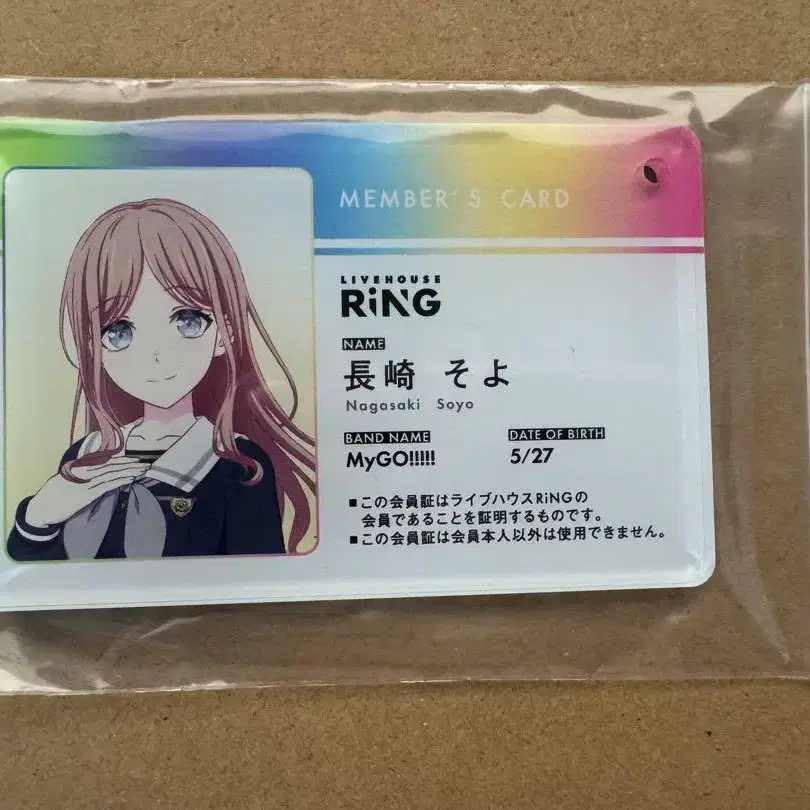 MEMBER'S CARD
LIVEHOUSE
RiNG
NAME
長崎 そよ
Nagasaki Soyo
BAND NAME
MyGO!!!!!
DATE OF BIRTH
5/27
■この会員証はライブハウスRiNGの
会員であることを証明するものです。
■この会員証は会員本人以外は使用できません。